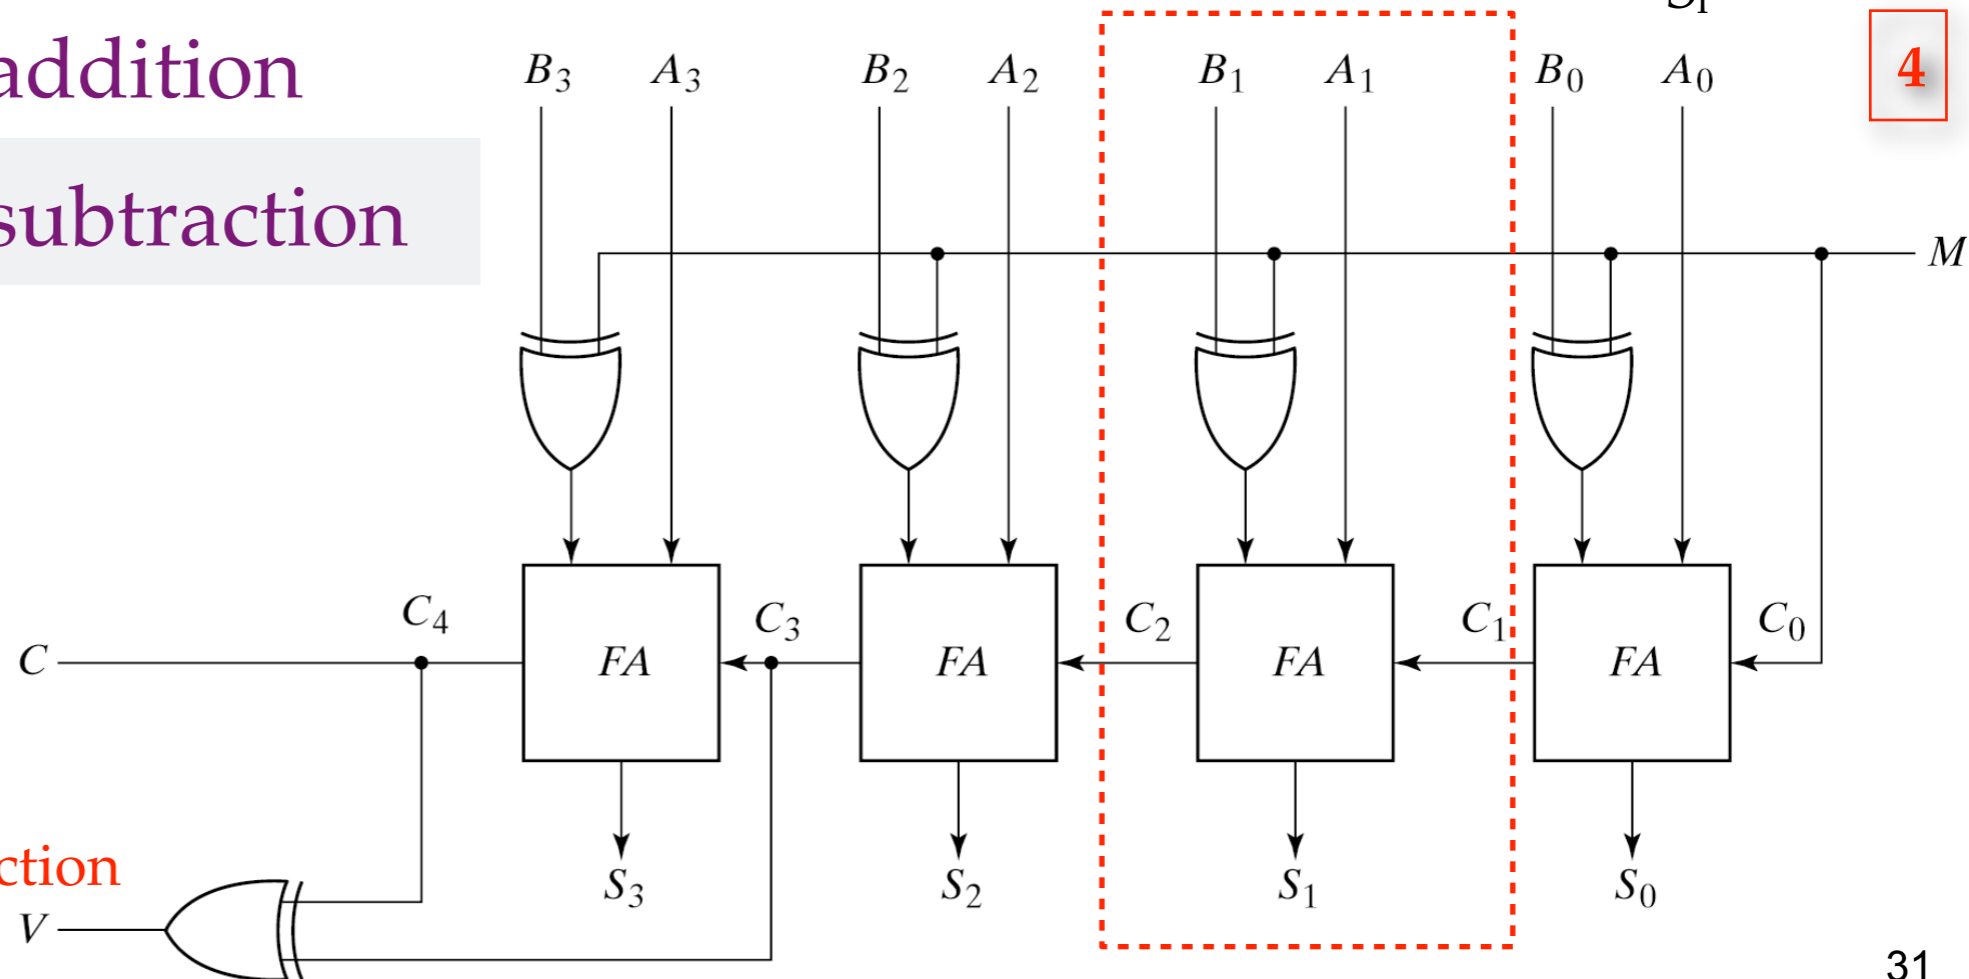 Si
addition
B3 A3 B2 A2 B1 A1 B0 A0
4
subtraction
M
C4 C3 C2 C1 C0
C FA FA FA FA
ction
S3 S2 S1 S0
V
31